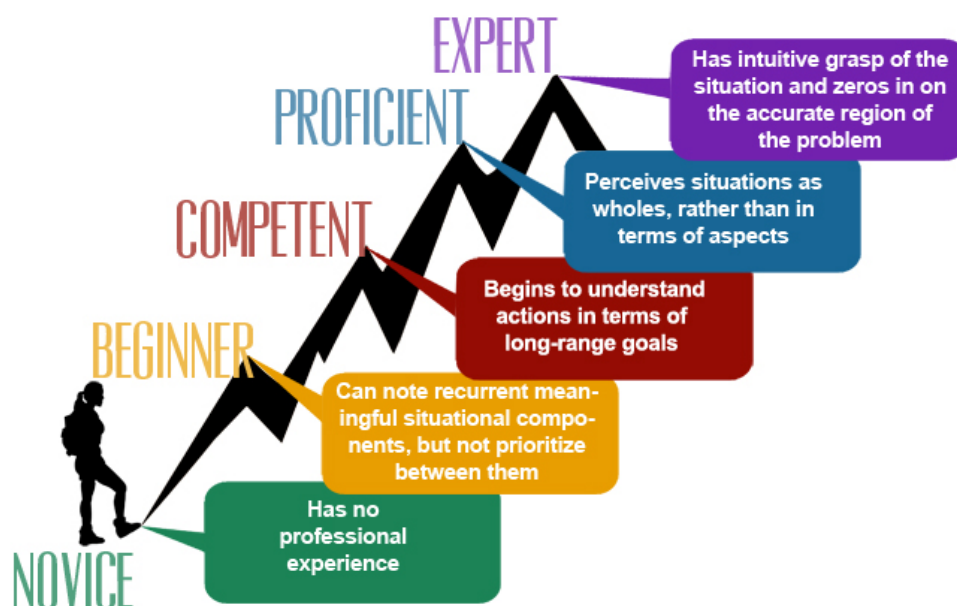 EXPERT
Has intuitive grasp of the
situation and zeros in on
the accurate region of
the problem
PROFICIENT
Perceives situations as
wholes, rather than in
terms of aspects
COMPETENT
Begins to understand
actions in terms of
long-range goals
BEGINNER
Can note recurrent mean-
ingful situational compo-
nents, but not prioritize
between them
Has no
professional
experience
NOVICE